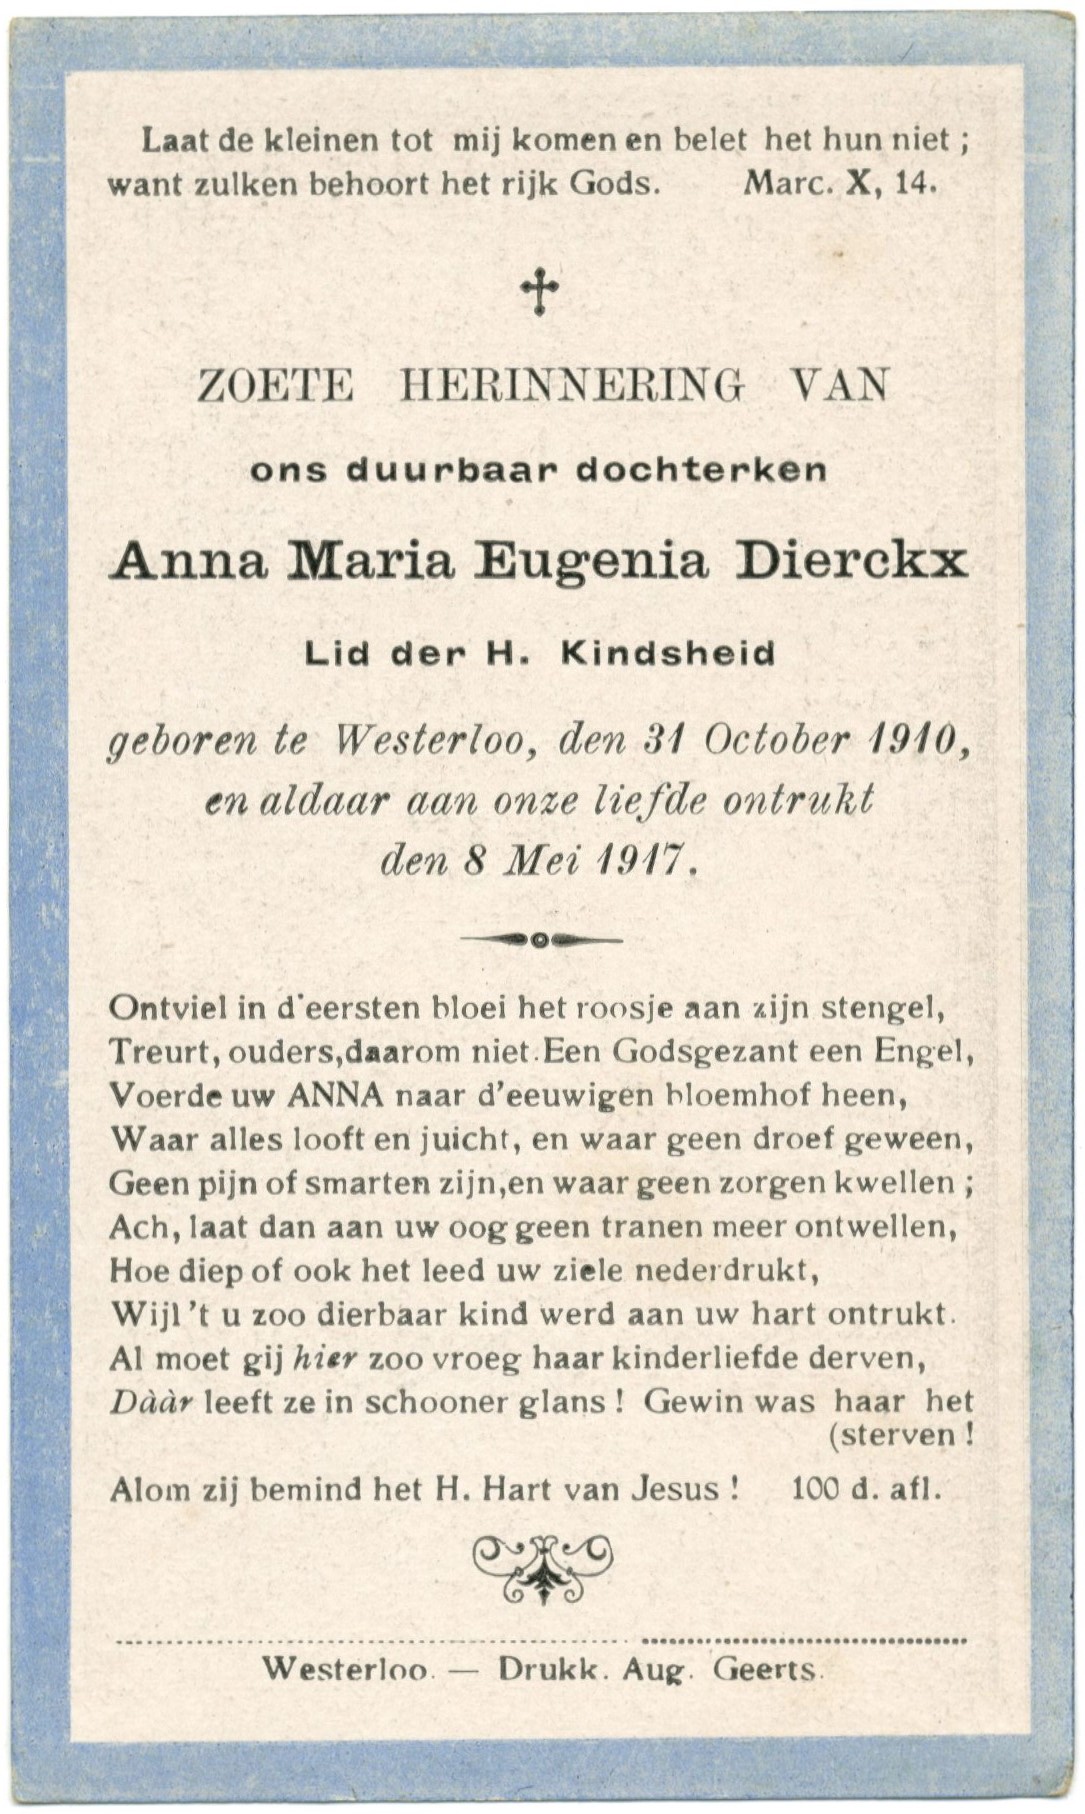 Laat de kleinen tot mij komen en belet het hun niet ;
want zulken behoort het rijk Gods. Marc. X, 14.
ZOETE HERINNERING VAN
ons duurbaar dochterken
Anna Maria Eugenia Dierckx
Lid der H. Kindsheid
geboren te Westerloo, den 31 October 1910,
en aldaar aan onze liefde ontrukt
den 8 Mei 1917.
Ontviel in d'eersten bloei het roosje aan zijn stengel,
Treurt, ouders,daarom niet.Een Godsgezant een Engel,
Voerde uw ANNA naar d'eeuwigen bloemhof heen,
Waar alles looft en juicht, en waar geen droef geween,
Geen pijn of smarten zijn,en waar geen zorgen kwellen ;
Ach, laat dan aan uw oog geen tranen meer ontwellen,
Hoe diep of ook het leed uw ziele nederdrukt,
Wijl 't u zoo dierbaar kind werd aan uw hart ontrukt.
Al moet gij hier zoo vroeg haar kinderliefde derven,
Dààr leeft ze in schooner glans ! Gewin was haar het
(sterven !
Alom zij bemind het H. Hart van Jesus ! 100 d. afl.
Westerloo. — Drukk. Aug. Geerts.